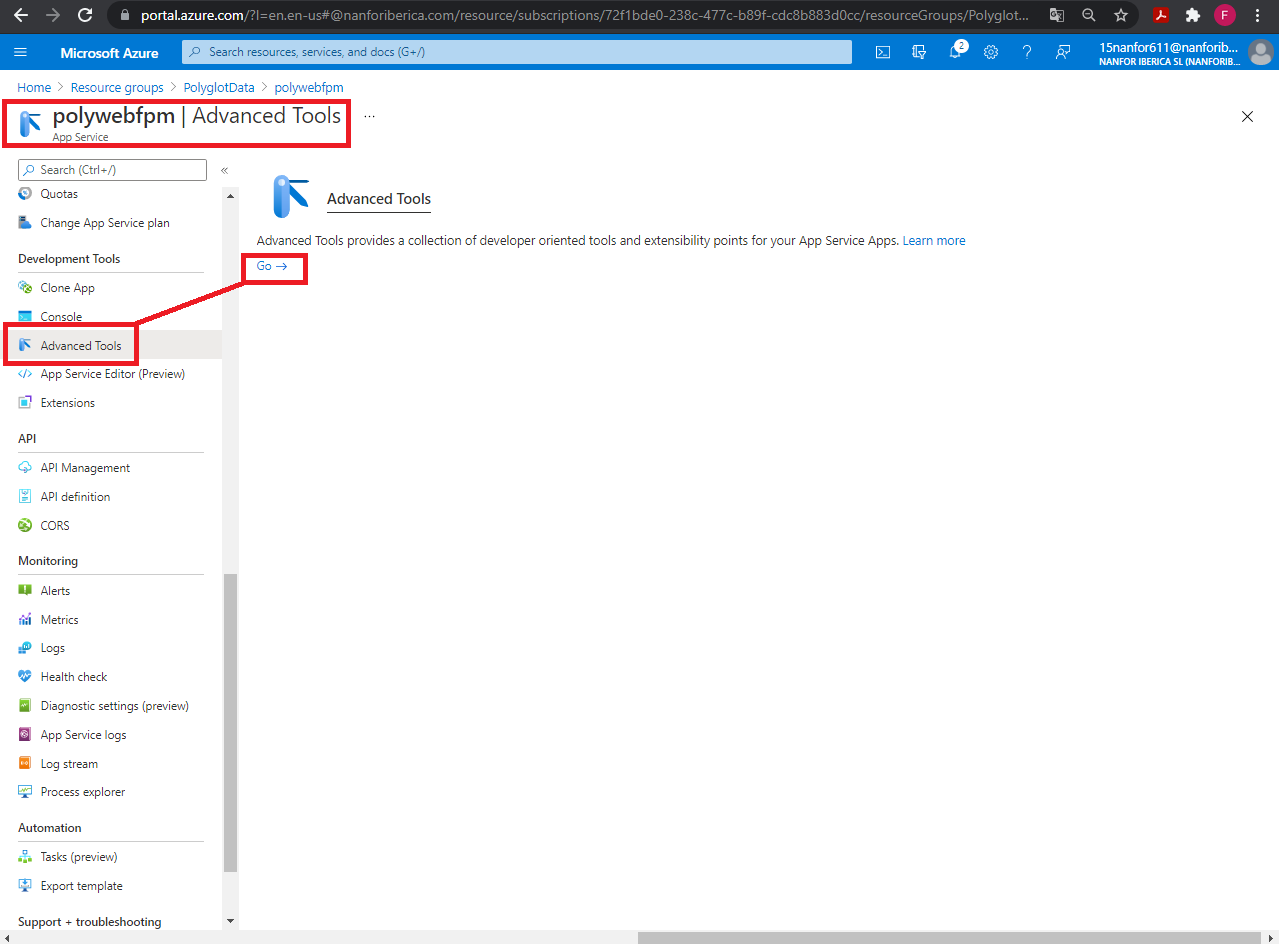 portal.azure.com/?l=en.en-us#@nanforiberica.com/resource/subscriptions/72f1bde0-238c-477c-b89f-cdc8b883d0cc/resourceGroups/Polyglot...
F
Microsoft Azure
Search resources, services, and docs (G+/)
2
15nanfor611@nanforib...
NANFOR IBERICA SL (NANFORIB...
Home > Resource groups > PolyglotData > polywebfpm
polywebfpm | Advanced Tools ...
App Service
Search (Ctrl+/)
«
Quotas
Change App Service plan
Development Tools
Clone App
Console
Advanced Tools
App Service Editor (Preview)
Extensions
API
API Management
API definition
CORS
Monitoring
Alerts
Metrics
Logs
Health check
Diagnostic settings (preview)
App Service logs
Log stream
Process explorer
Automation
Tasks (preview)
Export template
Support + troubleshooting
Advanced Tools
Advanced Tools provides a collection of developer oriented tools and extensibility points for your App Service Apps. Learn more
Go →